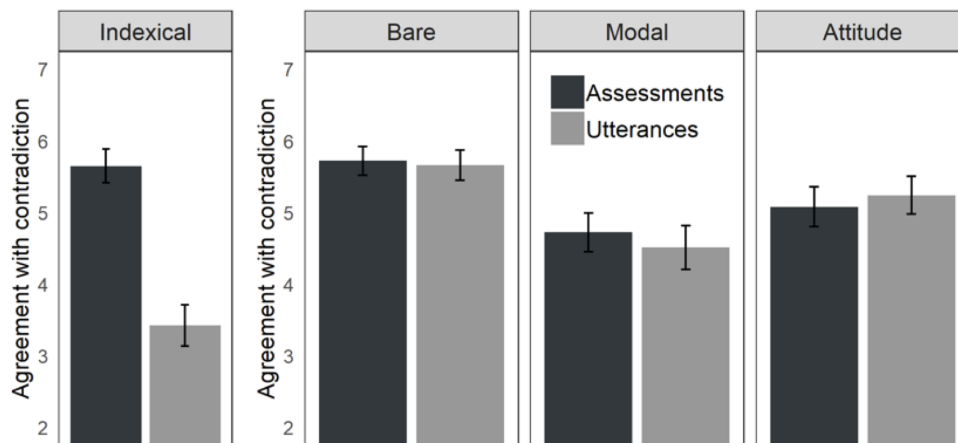 Indexical
Bare
Modal
Attitude
Agreement with contradiction
7
6
5
4
3
2
Agreement with contradiction
7
6
5
4
3
2
Assessments
Utterances